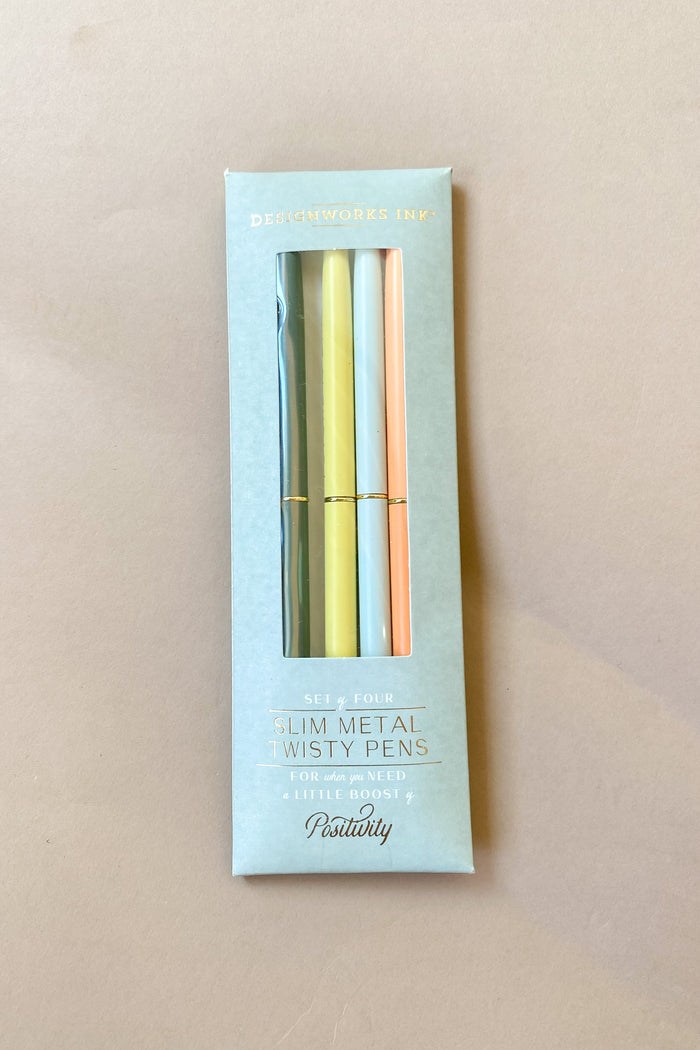 DESIGNWORKS INK
SET of FOUR
SLIM METAL
TWISTY PENS
FOR when you NEED
a LITTLE BOOST of
Positivity